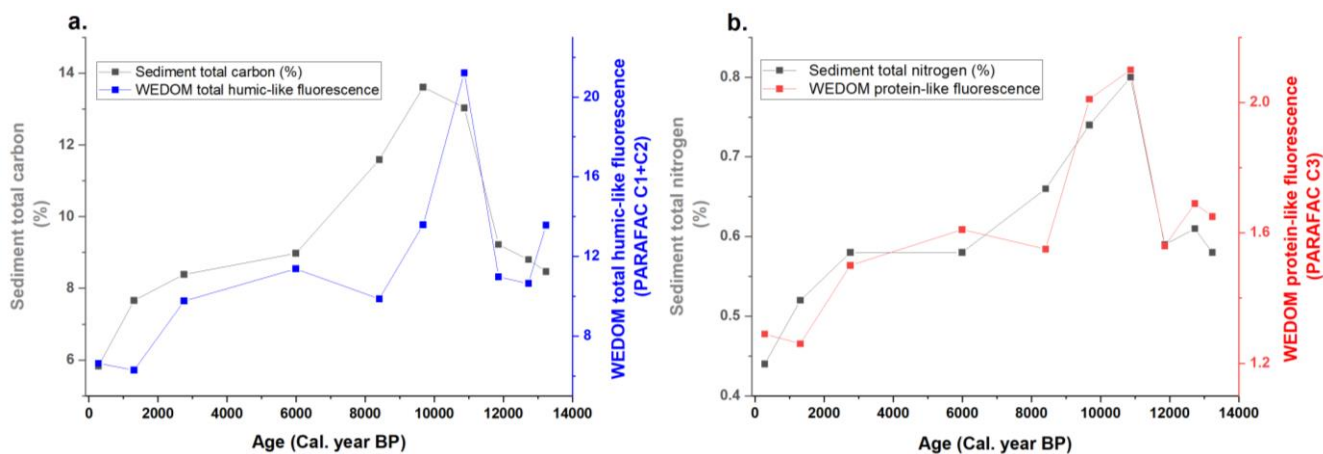 a.
Sediment total carbon (%)
WEDOM total humic-like fluorescence
14
12
10
8
6
Sediment total carbon
(%)
20
16
12
8
WEDOM total humic-like fluorescence
(PARAFAC C1+C2)
0 2000 4000 6000 8000 10000 12000 14000
Age (Cal. year BP)
b.
Sediment total nitrogen (%)
WEDOM protein-like fluorescence
0.8
0.7
0.6
0.5
0.4
Sediment total nitrogen
(%)
2.0
1.6
1.2
WEDOM protein-like fluorescence
(PARAFAC C3)
0 2000 4000 6000 8000 10000 12000 14000
Age (Cal. year BP)